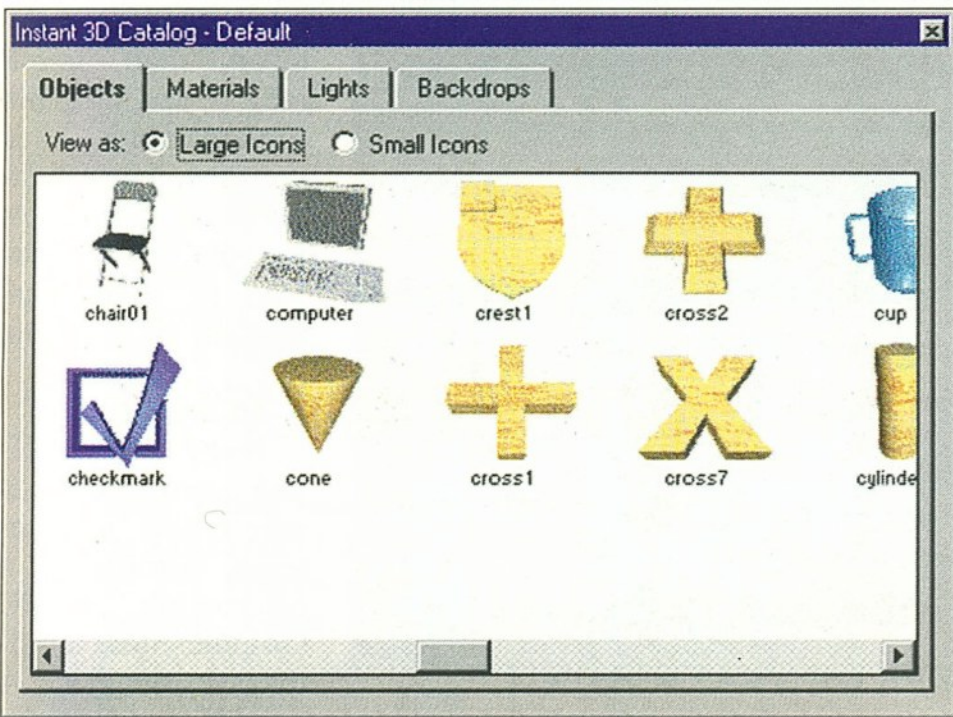 Instant 3D Catalog - Default
Objects Materials Lights Backdrops
View as: Large Icons Small Icons
chair01 computer crest1 cross2 cup
checkmark cone cross1 cross7 cylinde